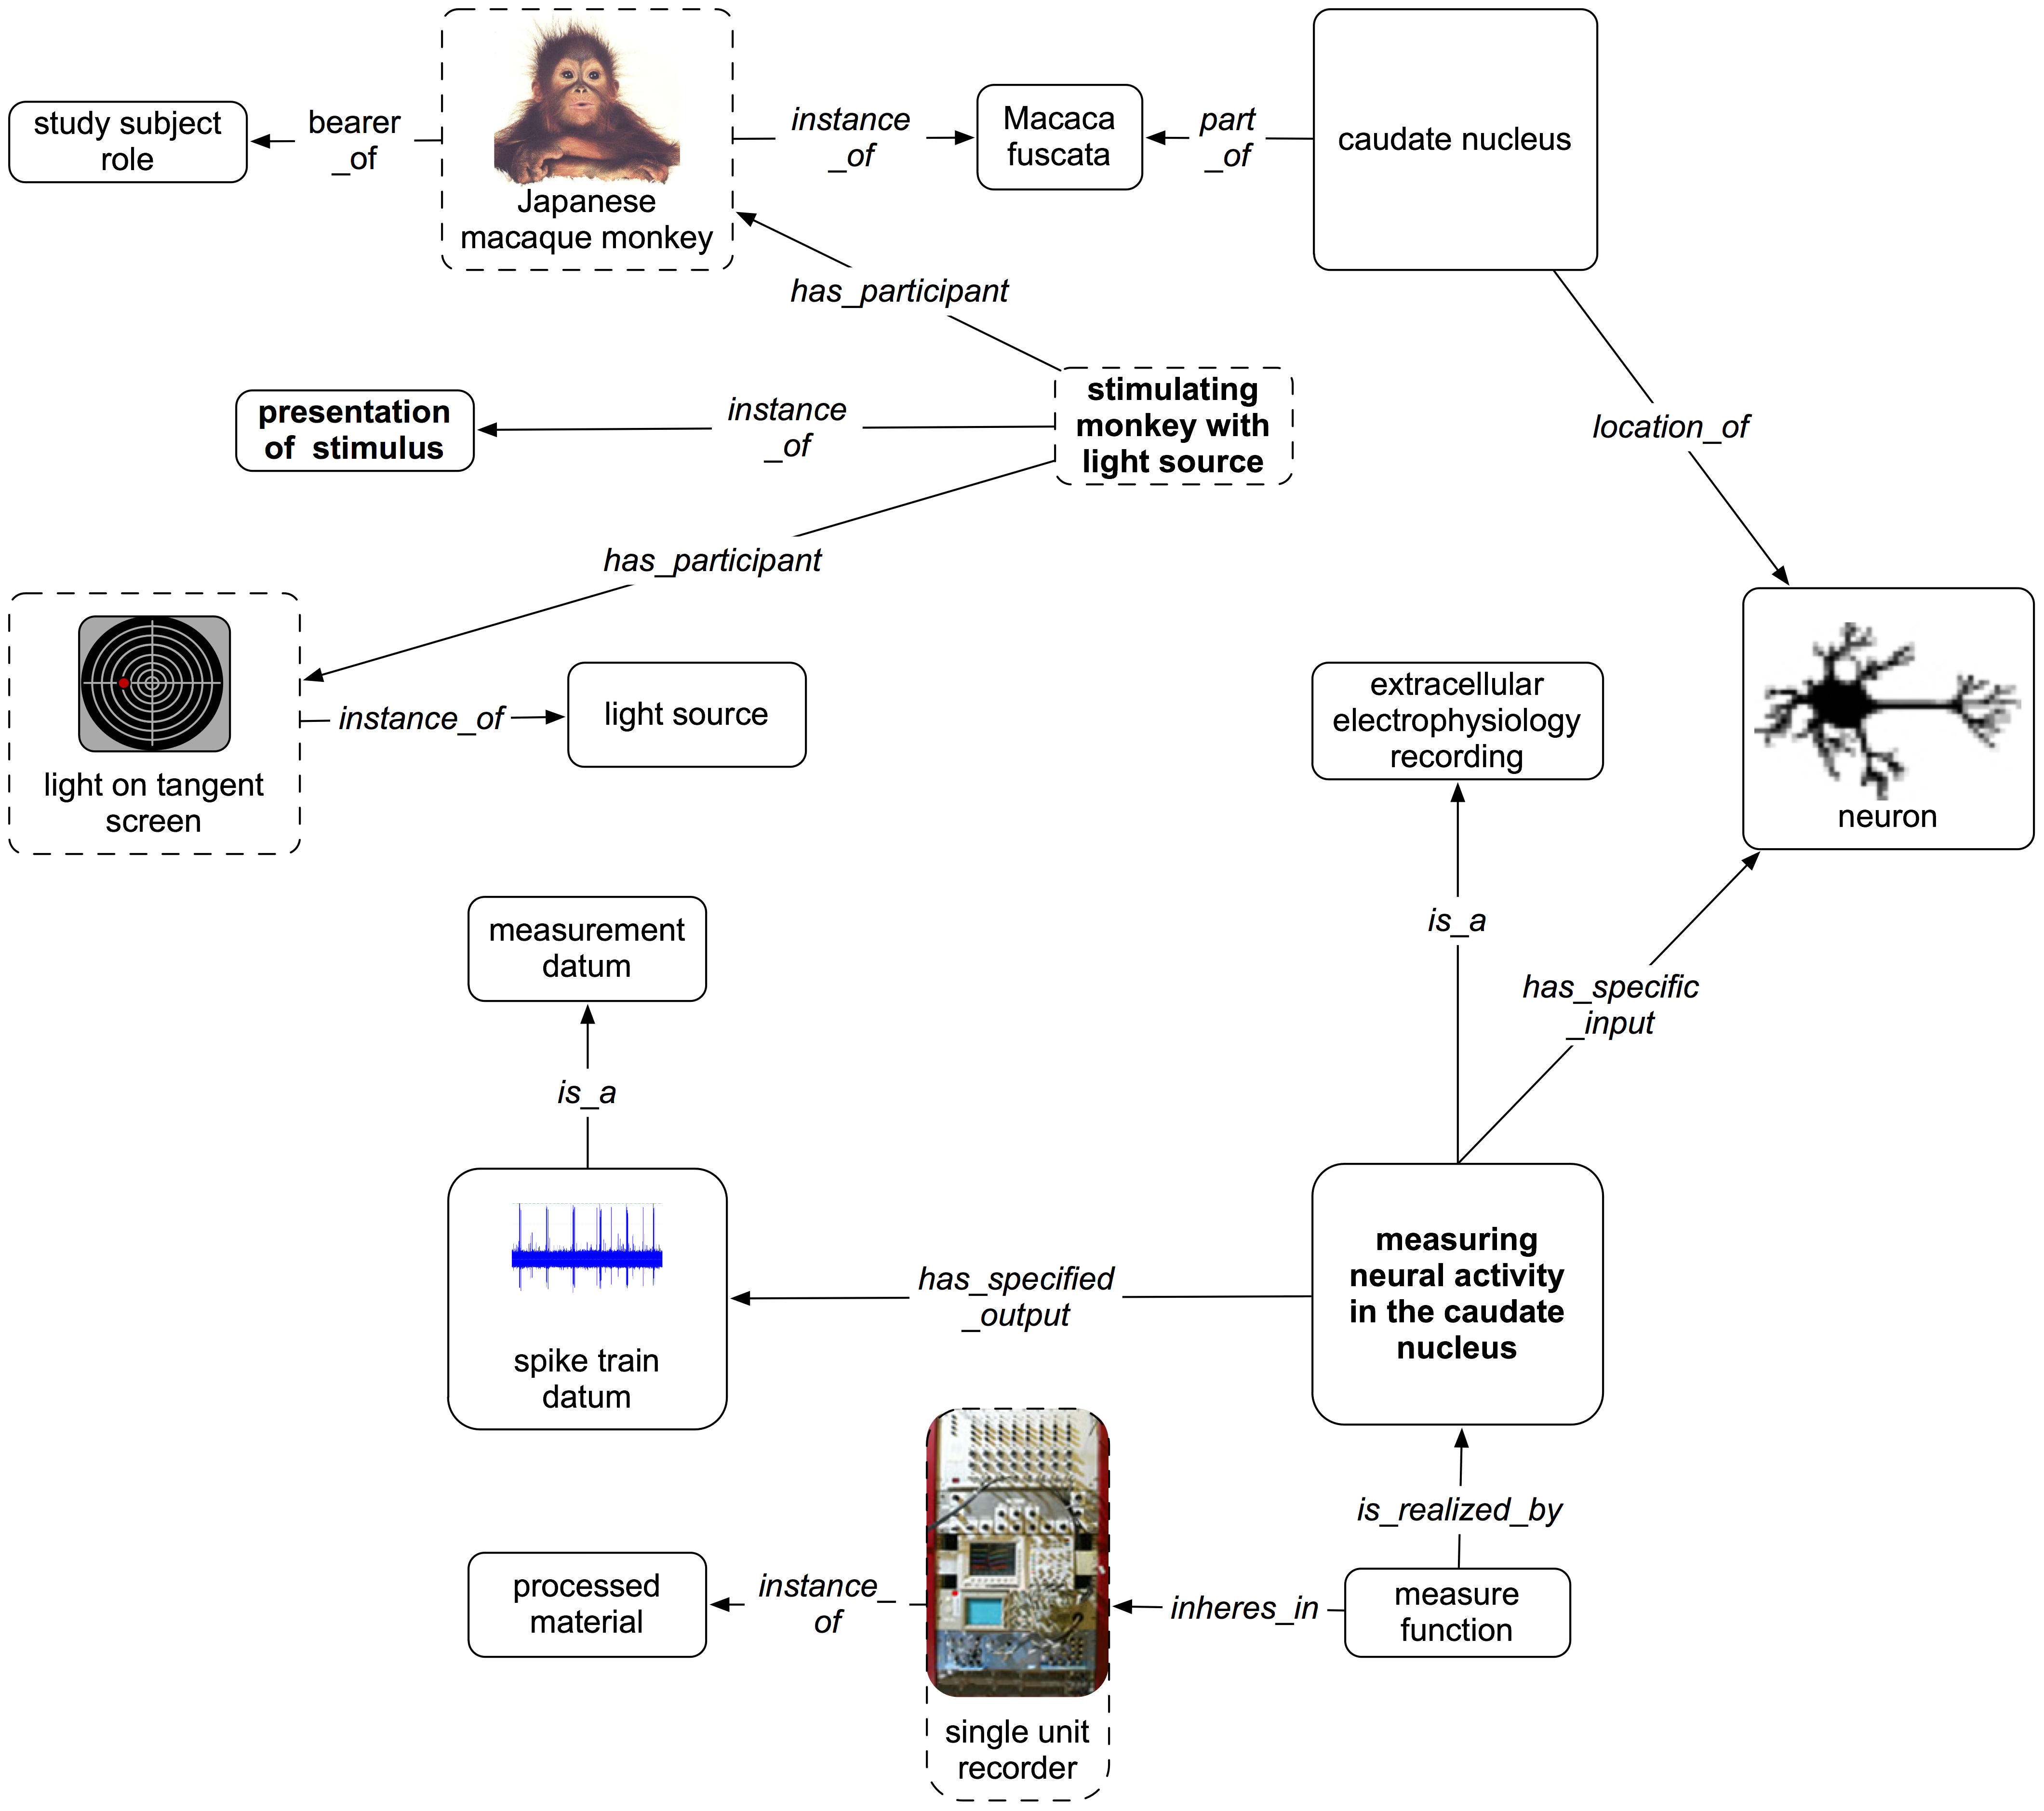 study subject
role
bearer
_of
Japanese
macaque monkey
instance
_of
Macaca
fuscata
part
_of
caudate nucleus
has_participant
presentation
of stimulus
instance
_of
stimulating
monkey with
light source
location_of
has_participant
light on tangent
screen
instance_of
light source
extracellular
electrophysiology
recording
neuron
measurement
datum
is_a
is_a
has_specific
_input
spike train
datum
has_specified
_output
measuring
neural activity
in the caudate
nucleus
is_realized_by
processed
material
instance_
of
single unit
recorder
inheres_in
measure
function